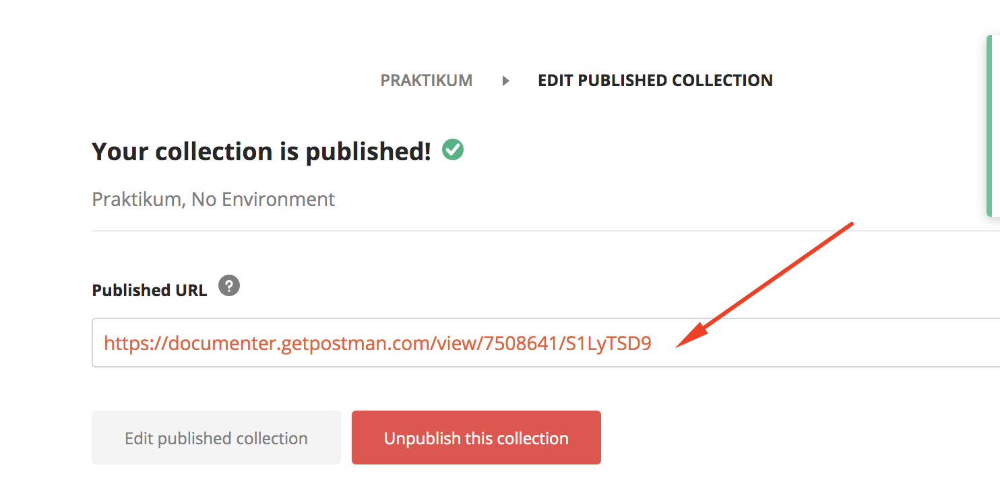 PRAKTIKUM EDIT PUBLISHED COLLECTION
Your collection is published!
Praktikum, No Environment
Published URL ?
https://documenter.getpostman.com/view/7508641/S1LyTSD9
Edit published collection Unpublish this collection